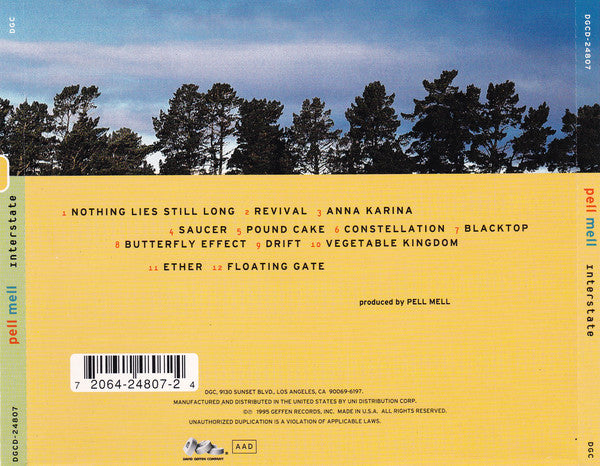 DGC
DGCD-24807
1 NOTHING LIES STILL LONG 2 REVIVAL 3 ANNA KARINA
4 SAUCER 5 POUND CAKE 6 CONSTELLATION 7 BLACKTOP
8 BUTTERFLY EFFECT 9 DRIFT 10 VEGETABLE KINGDOM
11 ETHER 12 FLOATING GATE
produced by PELL MELL
7 2064-24807-2 4
DGC, 9130 SUNSET BLVD., LOS ANGELES, CA 90069-6197.
MANUFACTURED AND DISTRIBUTED IN THE UNITED STATES BY UNI DISTRIBUTION CORP.
©℗ 1995 GEFFEN RECORDS, INC. MADE IN U.S.A. ALL RIGHTS RESERVED.
UNAUTHORIZED DUPLICATION IS A VIOLATION OF APPLICABLE LAWS.
DAVID GEFFEN COMPANY
AAD
pell mell Interstate
DGCD-24807
pell mell Interstate
DGC